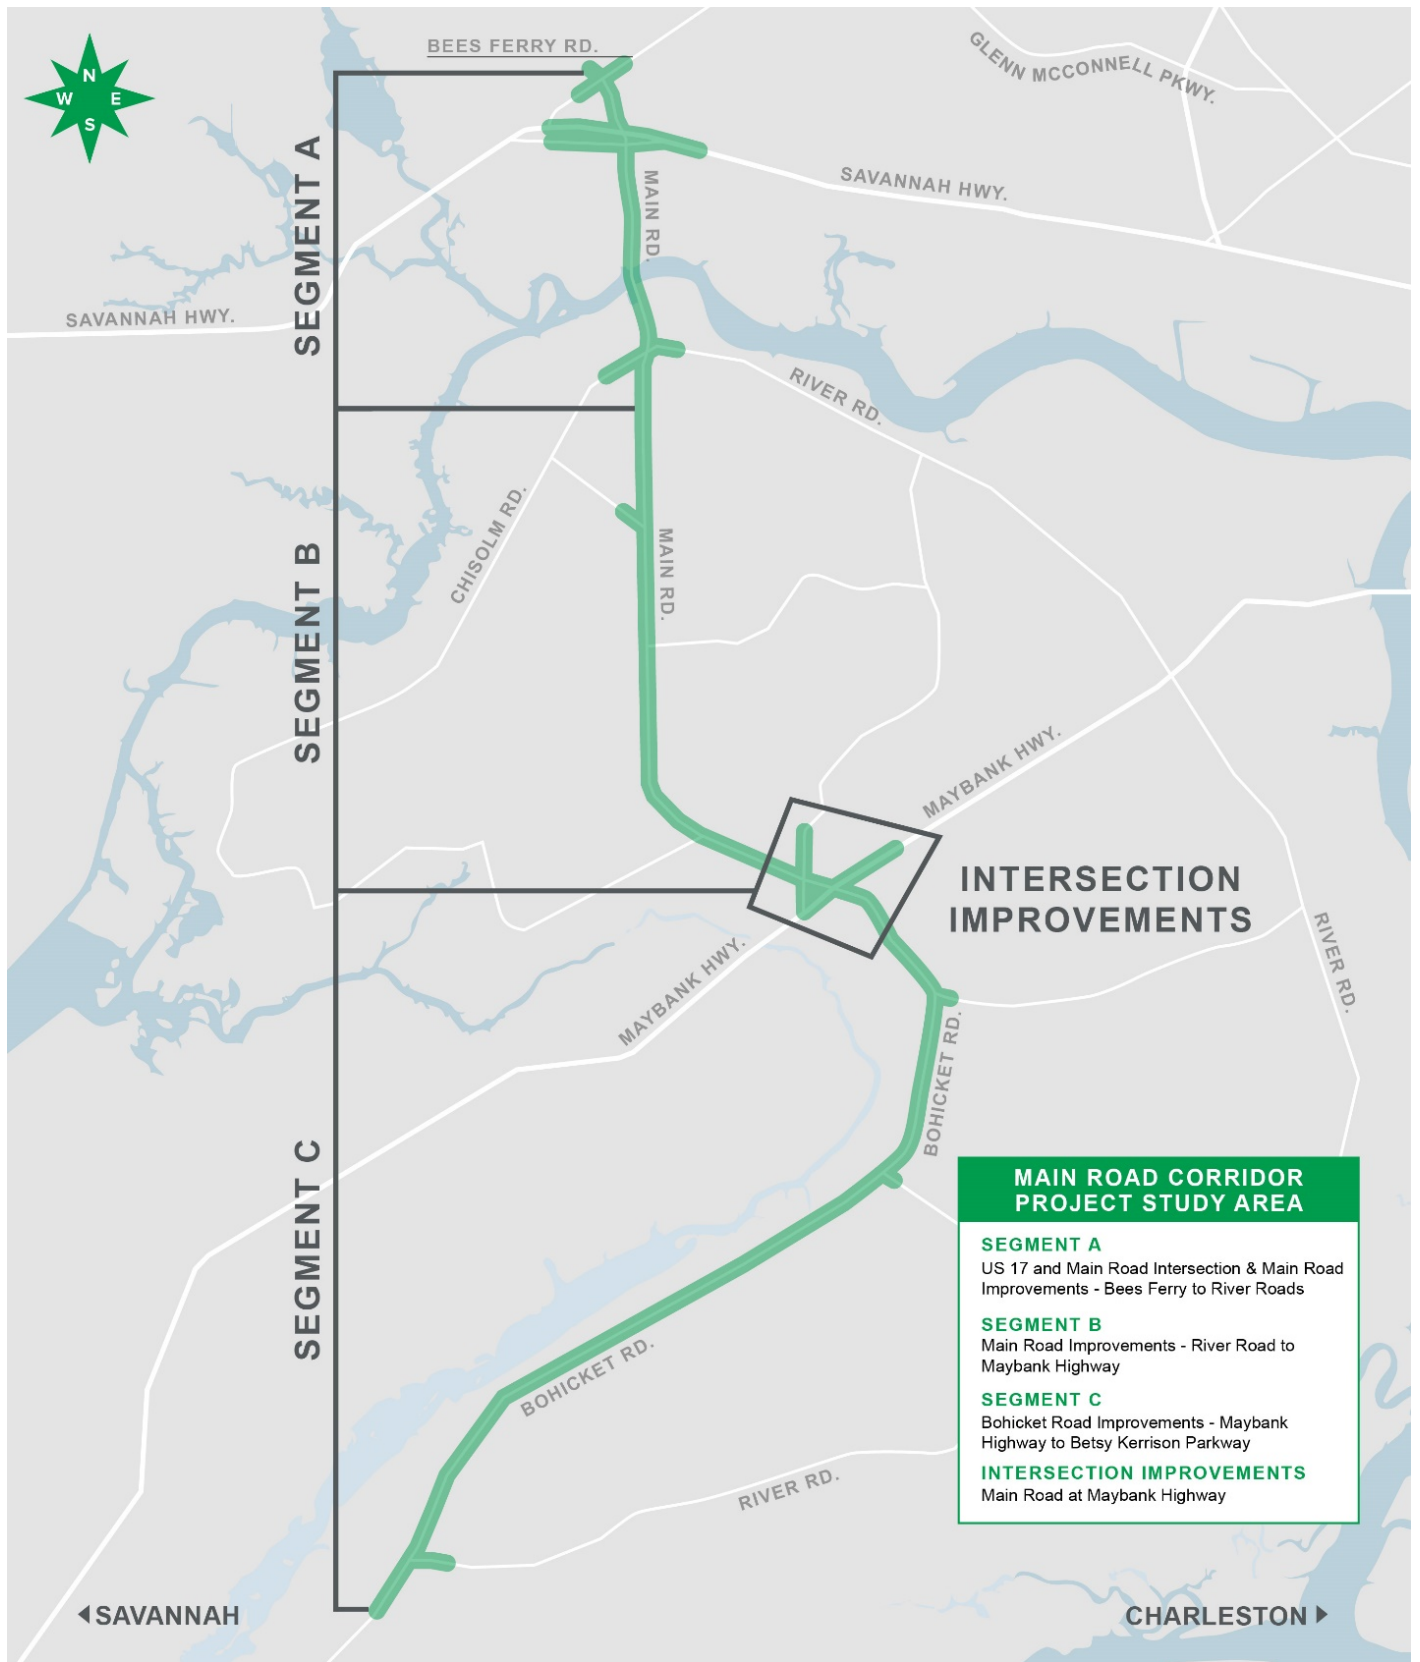 BEES FERRY RD.
GLENN MCCONNELL PKWY.
N
W E
S
SEGMENT A
MAIN RD.
SAVANNAH HWY.
SAVANNAH HWY.
RIVER RD.
CHISOLM RD.
SEGMENT B
MAIN RD.
MAYBANK HWY.
INTERSECTION
IMPROVEMENTS
RIVER RD.
MAYBANK HWY.
BOHICKET RD.
SEGMENT C
BOHICKET RD.
RIVER RD.
MAIN ROAD CORRIDOR
PROJECT STUDY AREA
SEGMENT A
US 17 and Main Road Intersection & Main Road
Improvements - Bees Ferry to River Roads
SEGMENT B
Main Road Improvements - River Road to
Maybank Highway
SEGMENT C
Bohicket Road Improvements - Maybank
Highway to Betsy Kerrison Parkway
INTERSECTION IMPROVEMENTS
Main Road at Maybank Highway
SAVANNAH
CHARLESTON